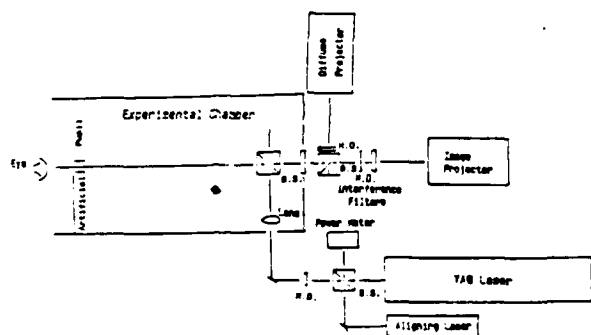 Diffuse
Projector
Experimental Chamber
Pupil
Artificial
Eye
N.D.
B.S.
B.S.
N.D.
Interference
Filters
Image
Projector
Lens
Power Meter
YAG Laser
N.D.
B.S.
Aligning Laser